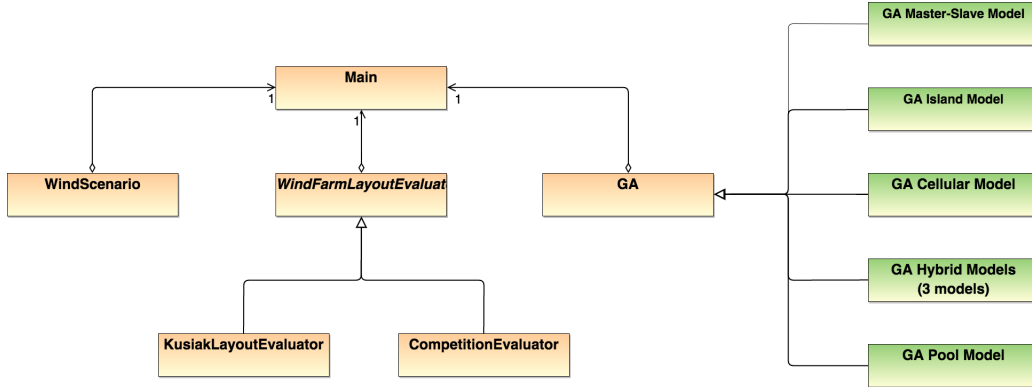 GA Master-Slave Model
Main
1
1
1
GA Island Model
WindScenario
WindFarmLayoutEvaluat
GA
GA Cellular Model
GA Hybrid Models
(3 models)
KusiakLayoutEvaluator
CompetitionEvaluator
GA Pool Model